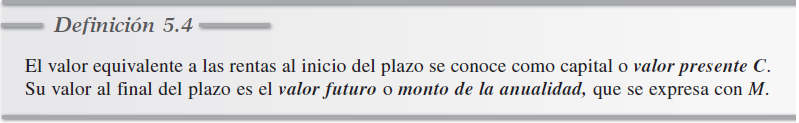 Definición 5.4
El valor equivalente a las rentas al inicio del plazo se conoce como capital o valor presente C.
Su valor al final del plazo es el valor futuro o monto de la anualidad, que se expresa con M.